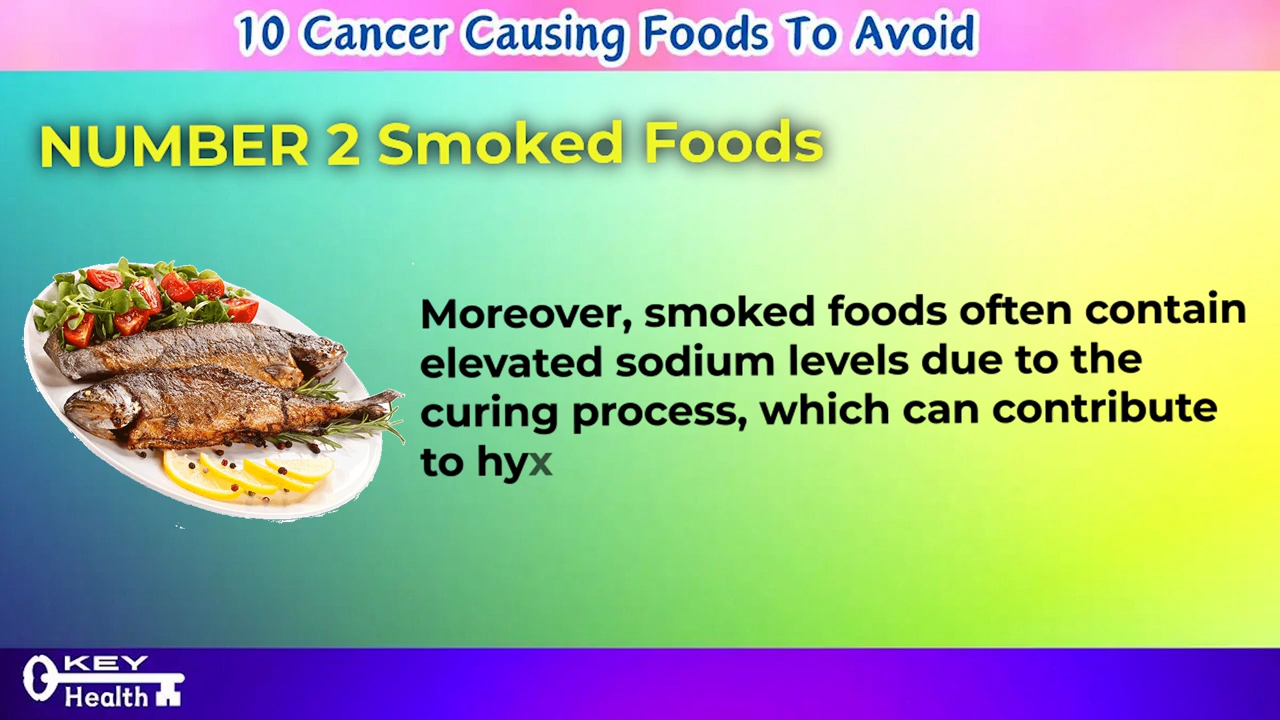 10 Cancer Causing Foods To Avoid
NUMBER 2 Smoked Foods
Moreover, smoked foods often contain
elevated sodium levels due to the
curing process, which can contribute
to hyx
KEY
Health